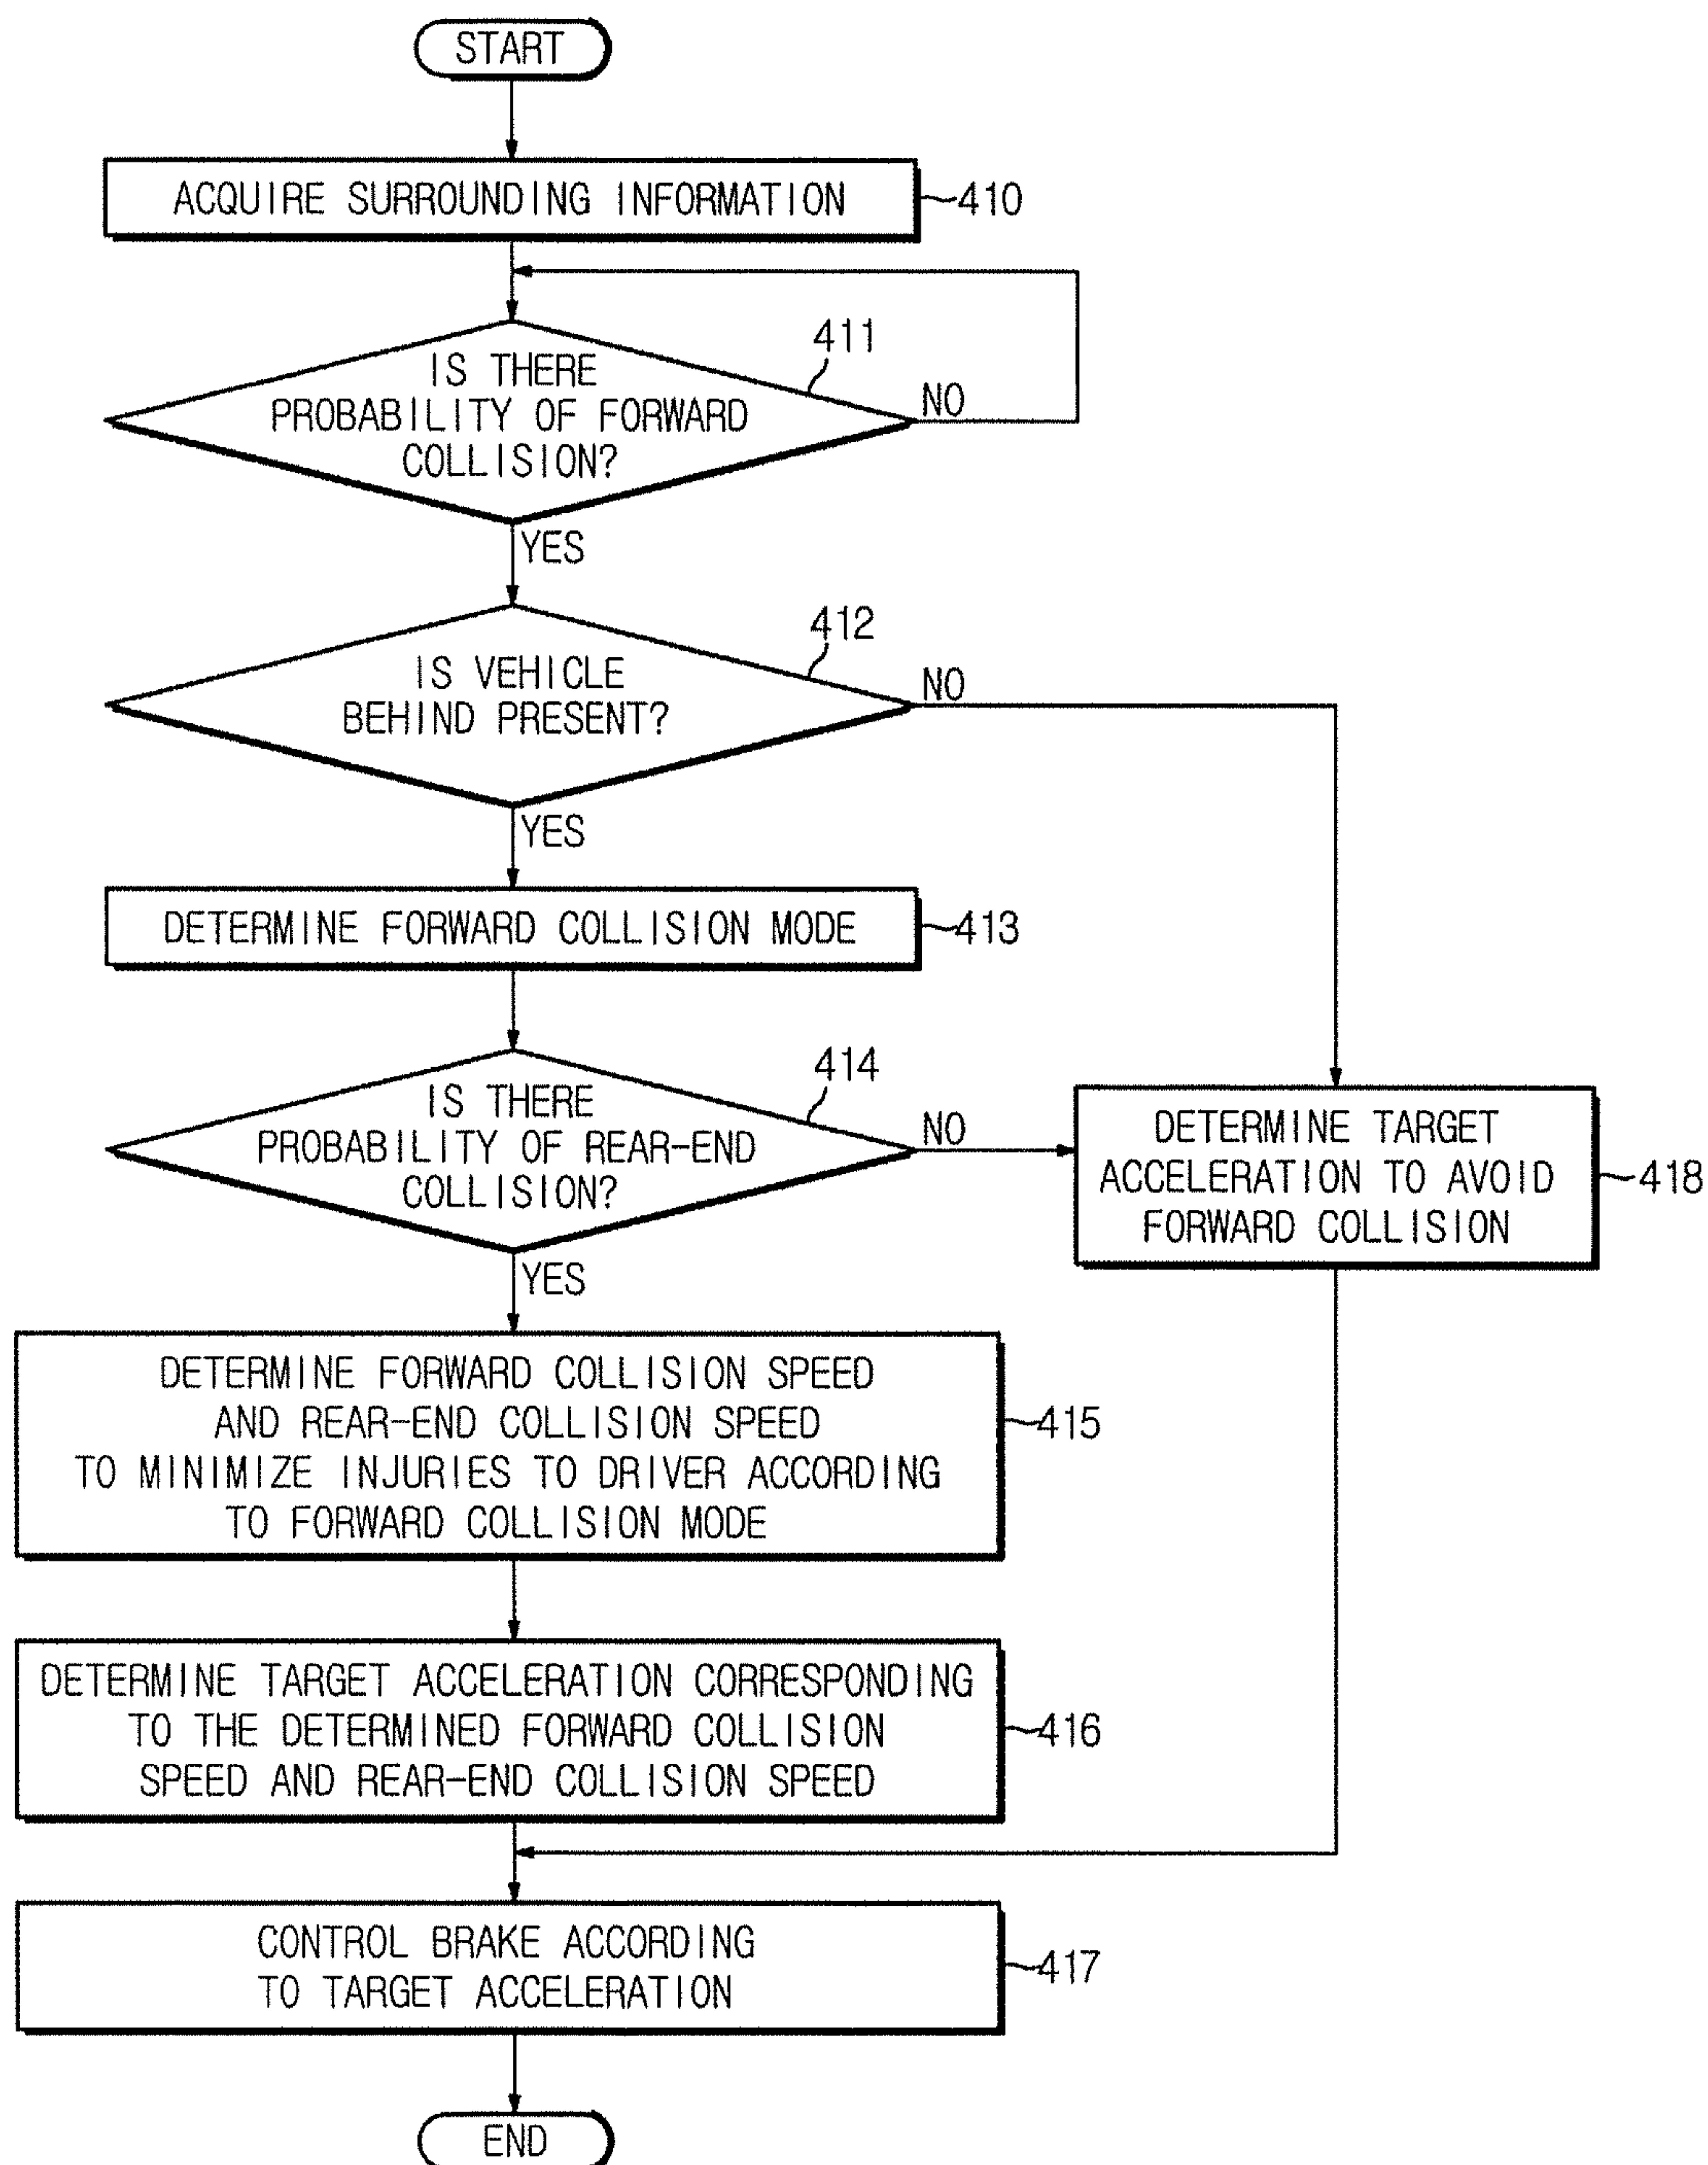 START
ACQUIRE SURROUNDING INFORMATION
410
411
IS THERE
PROBABILITY OF FORWARD
COLLISION?
NO
YES
412
IS VEHICLE
BEHIND PRESENT?
NO
YES
DETERMINE FORWARD COLLISION MODE
413
414
IS THERE
PROBABILITY OF REAR-END
COLLISION?
NO
YES
DETERMINE TARGET
ACCELERATION TO AVOID
FORWARD COLLISION
418
DETERMINE FORWARD COLLISION SPEED
AND REAR-END COLLISION SPEED
TO MINIMIZE INJURIES TO DRIVER ACCORDING
TO FORWARD COLLISION MODE
415
DETERMINE TARGET ACCELERATION CORRESPONDING
TO THE DETERMINED FORWARD COLLISION
SPEED AND REAR-END COLLISION SPEED
416
CONTROL BRAKE ACCORDING
TO TARGET ACCELERATION
417
END